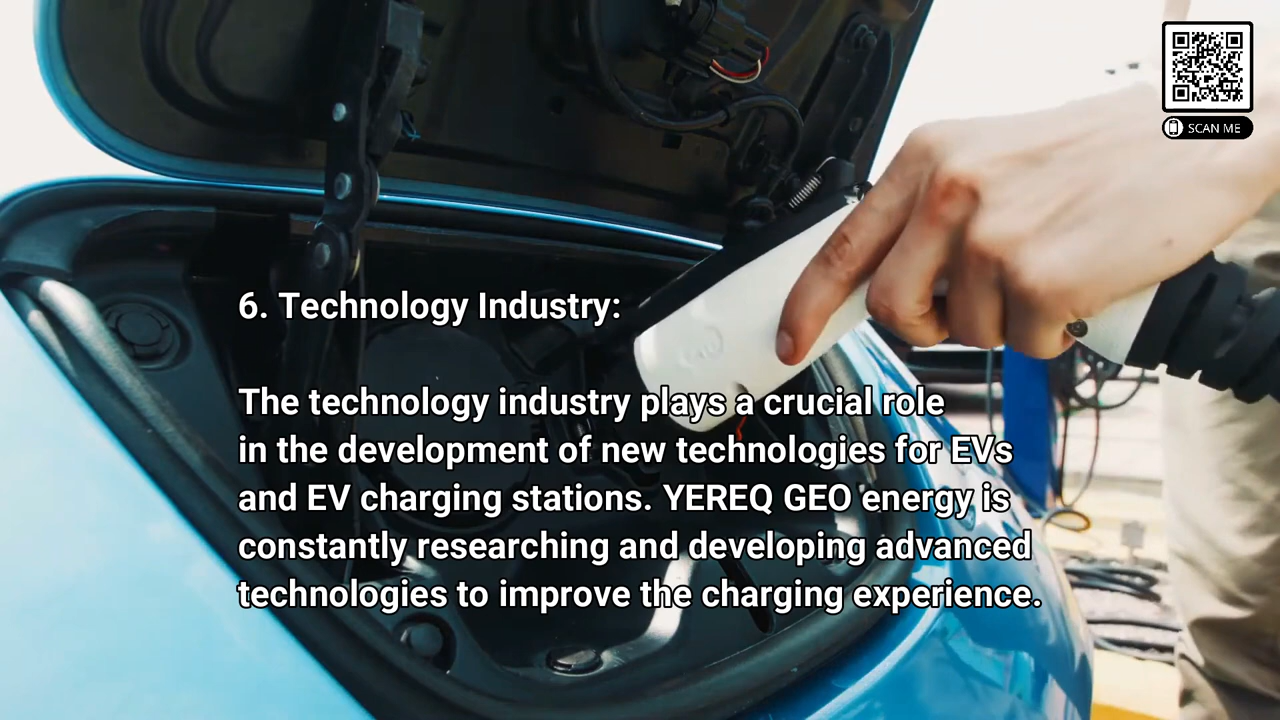 SCAN ME
6. Technology Industry:
The technology industry plays a crucial role
in the development of new technologies for EVs
and EV charging stations. YEREQ GEO energy is
constantly researching and developing advanced
technologies to improve the charging experience.